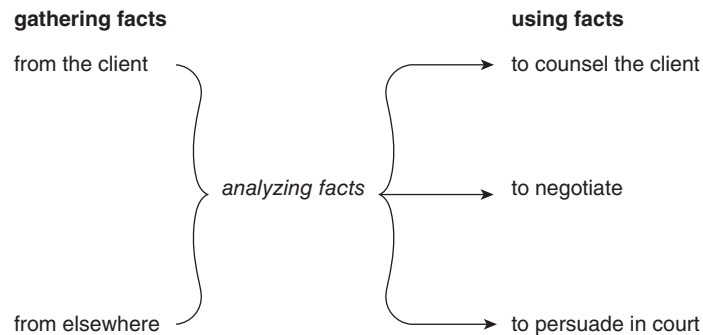 gathering facts
using facts
from the client
to counsel the client
analyzing facts
to negotiate
from elsewhere
to persuade in court